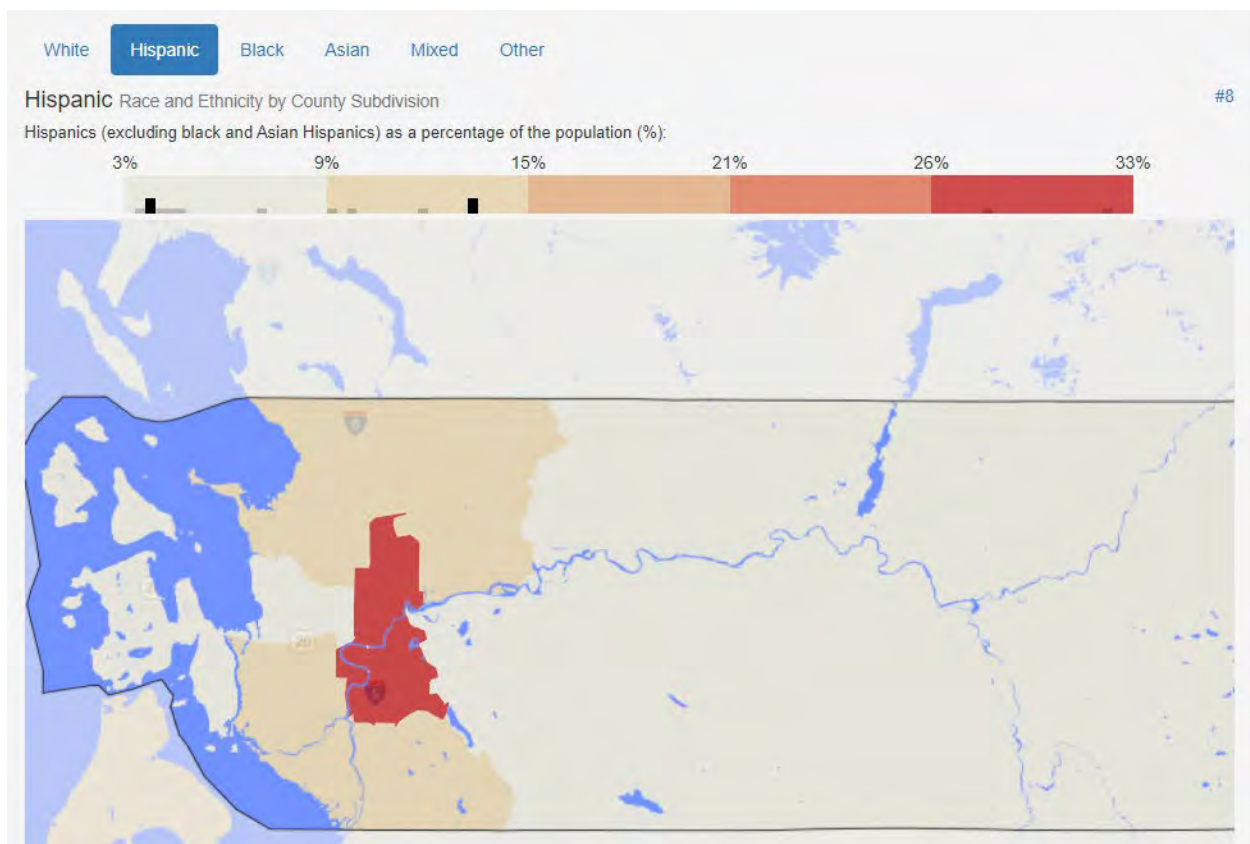 White Hispanic Black Asian Mixed Other
Hispanic Race and Ethnicity by County Subdivision #8
Hispanics (excluding black and Asian Hispanics) as a percentage of the population (%):
3% 9% 15% 21% 26% 33%
20